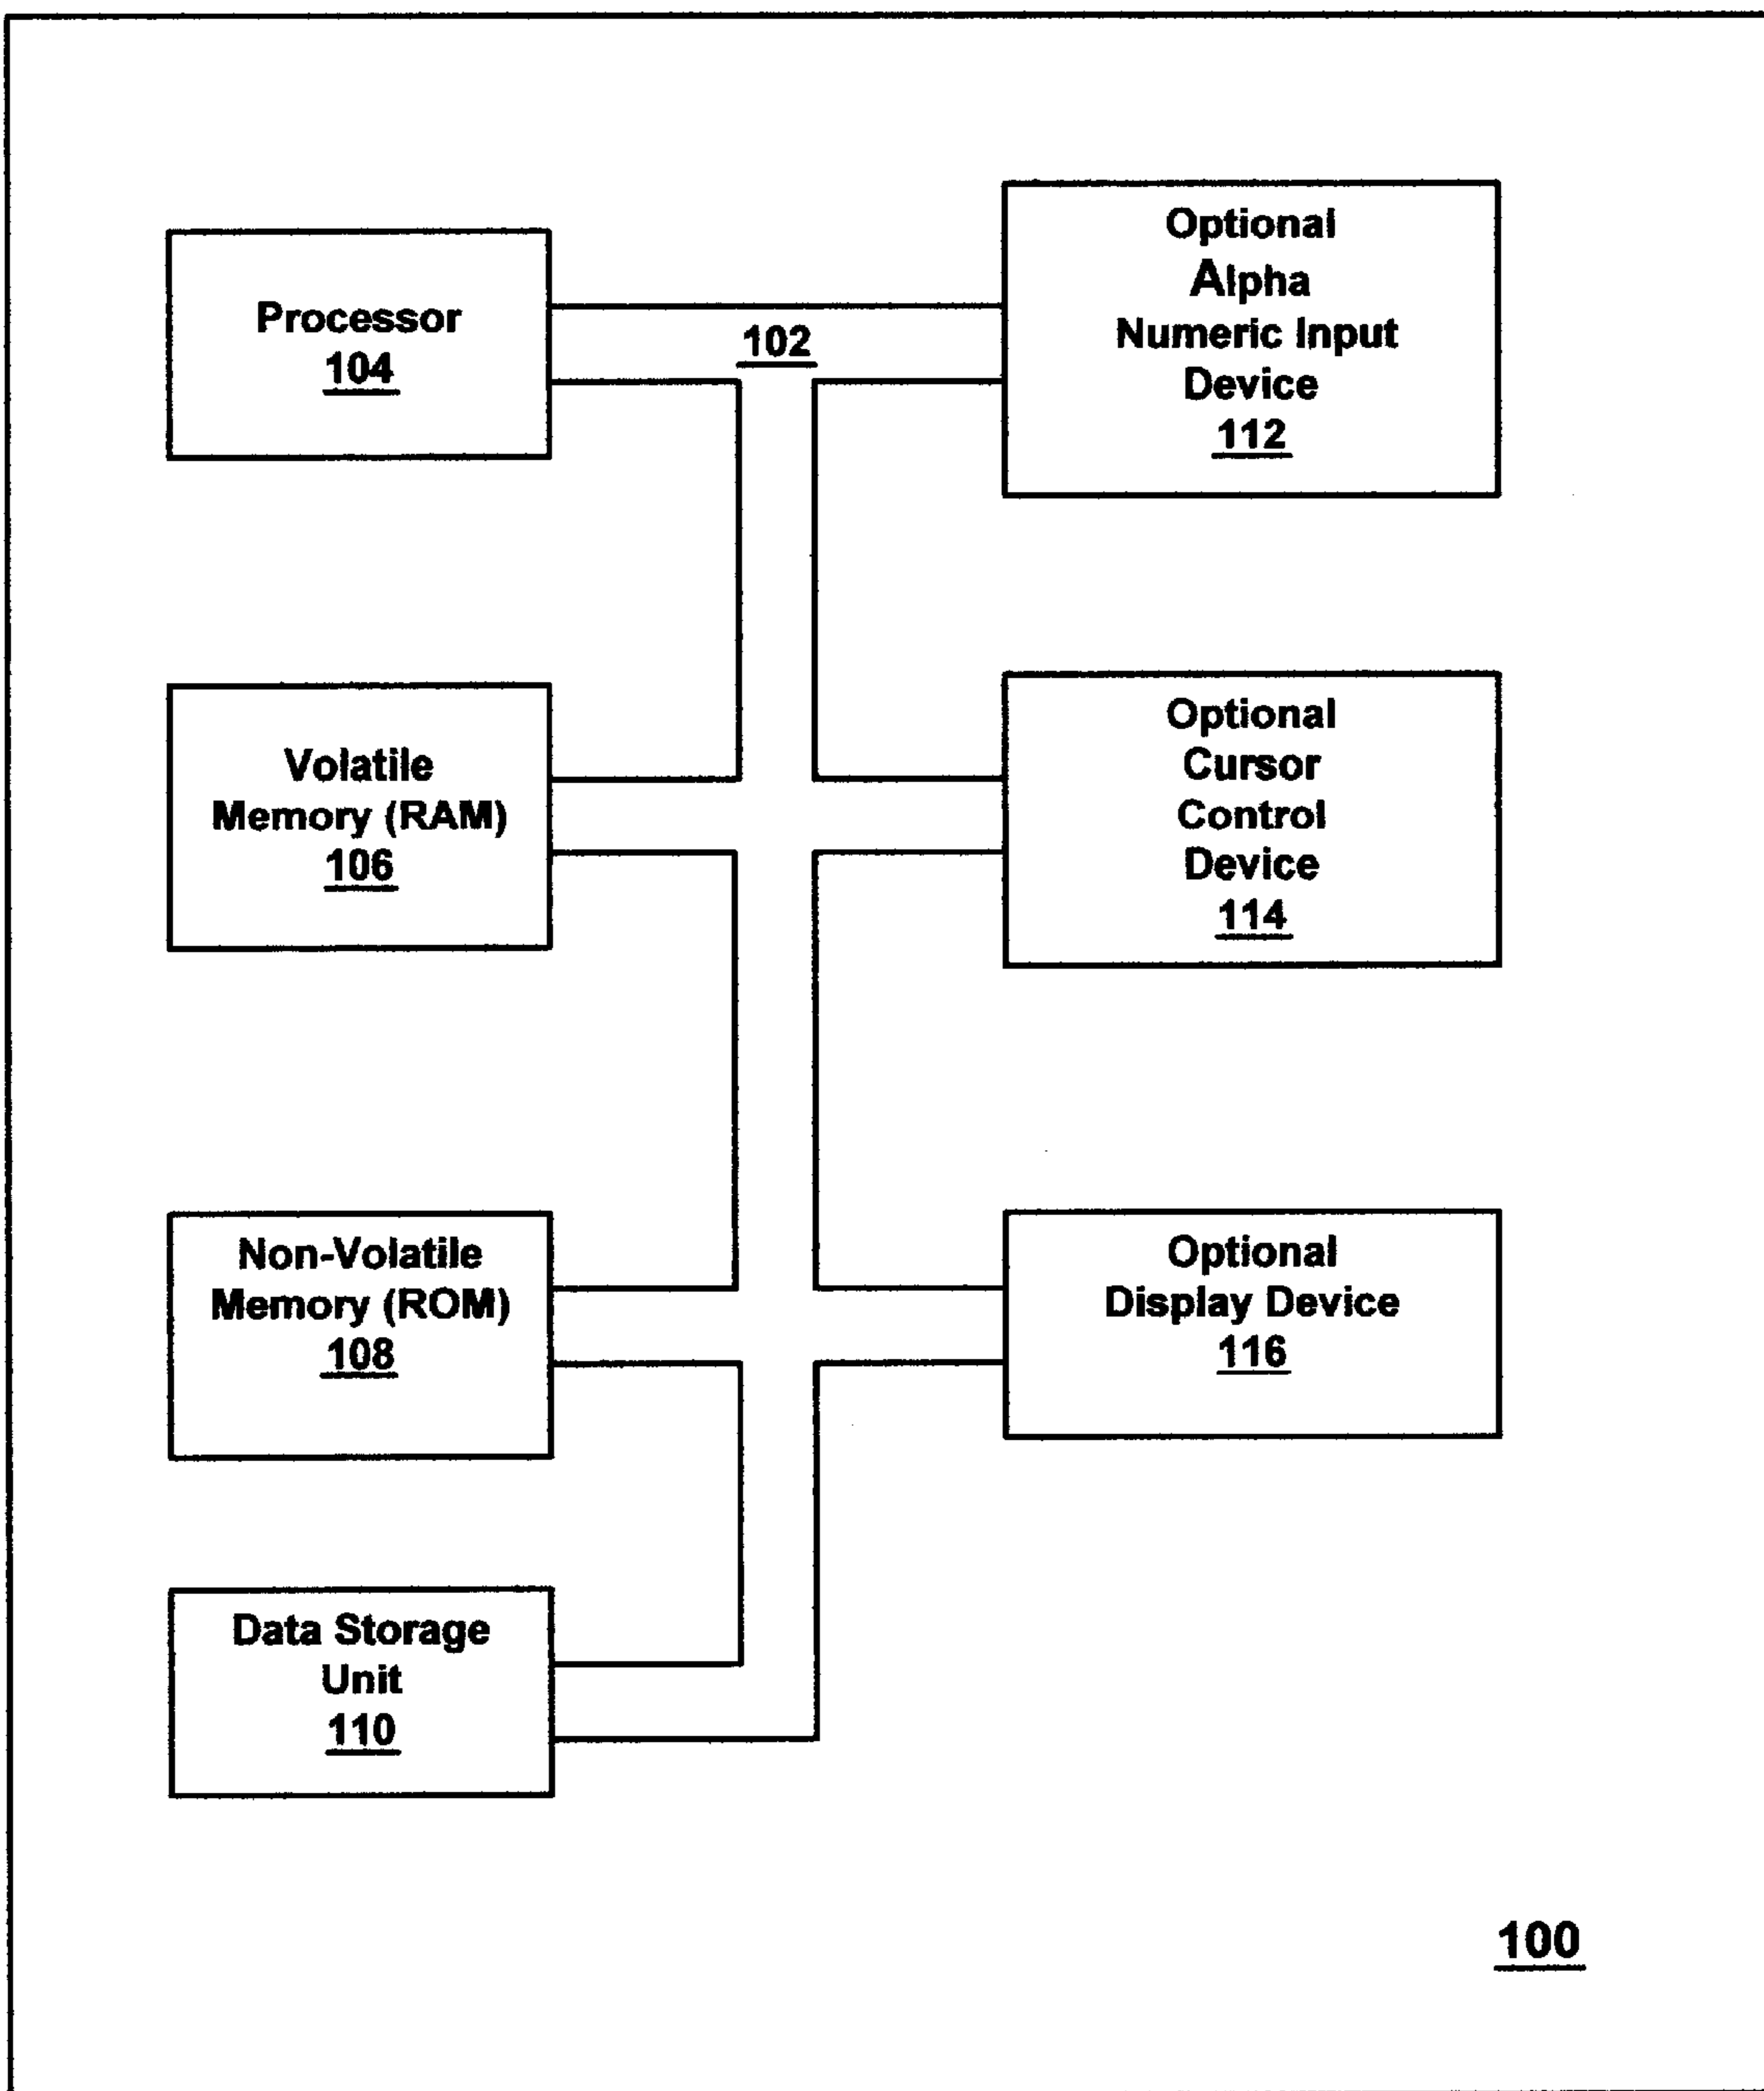 Processor
104
102
Optional
Alpha
Numeric Input
Device
112
Volatile
Memory (RAM)
106
Optional
Cursor
Control
Device
114
Non-Volatile
Memory (ROM)
108
Optional
Display Device
116
Data Storage
Unit
110
100